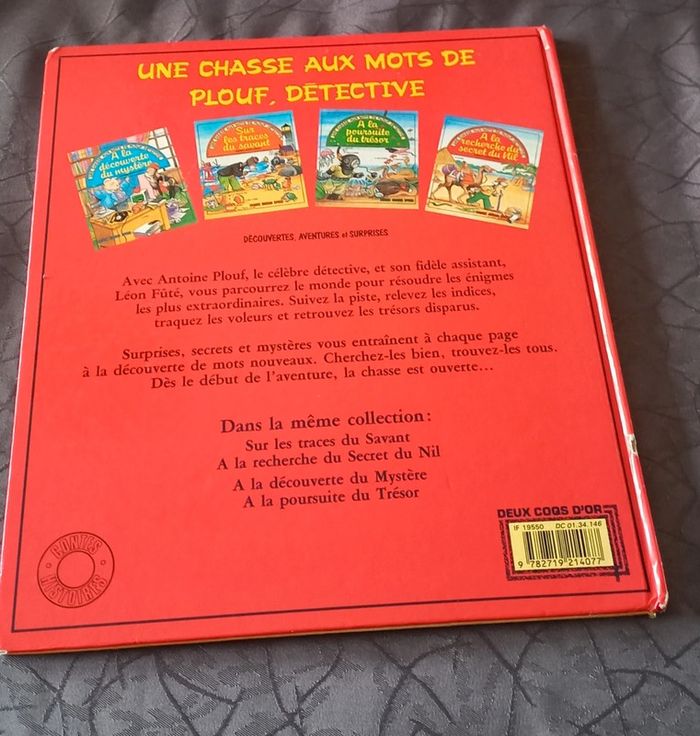 UNE CHASSE AUX MOTS DE
PLOUF, DÉTECTIVE
A la
découverte
du mystère
Sur
les traces
du savant
A la
poursuite
du trésor
A la
recherche du
secret du Nil
DÉCOUVERTES, AVENTURES et SURPRISES
Avec Antoine Plouf, le célèbre détective, et son fidèle assistant,
Léon Fûté, vous parcourrez le monde pour résoudre les énigmes
les plus extraordinaires. Suivez la piste, relevez les indices,
traquez les voleurs et retrouvez les trésors disparus.
Surprises, secrets et mystères vous entraînent à chaque page
à la découverte de mots nouveaux. Cherchez-les bien, trouvez-les tous.
Dès le début de l'aventure, la chasse est ouverte...
Dans la même collection :
Sur les traces du Savant
A la recherche du Secret du Nil
A la découverte du Mystère
A la poursuite du Trésor
DEUX COQS D'OR
IF 19550 DC 01.34.146
9 782719 214077
CONTES
HISTOIRES